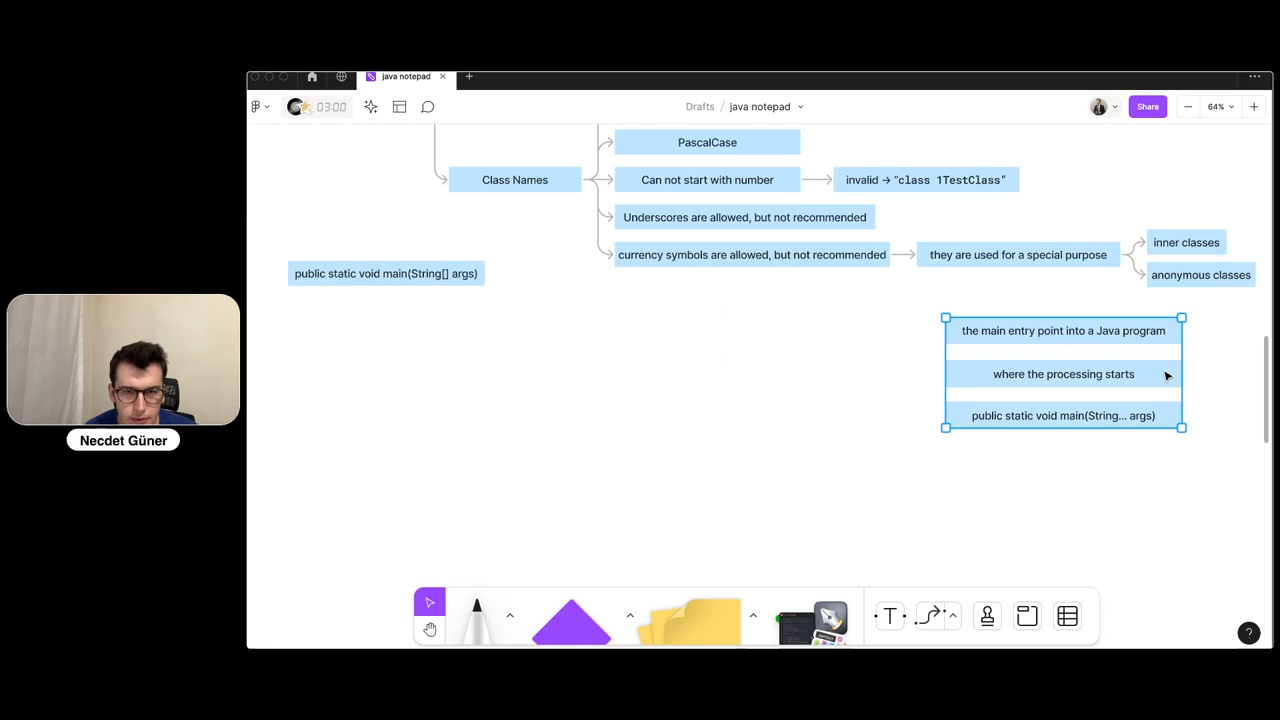 java notepad
03:00
Drafts / java notepad
Share
64%
PascalCase
Class Names
Can not start with number
invalid → "class 1TestClass"
Underscores are allowed, but not recommended
currency symbols are allowed, but not recommended
they are used for a special purpose
inner classes
anonymous classes
public static void main(String[] args)
the main entry point into a Java program
where the processing starts
public static void main(String... args)
Necdet Güner
T
?